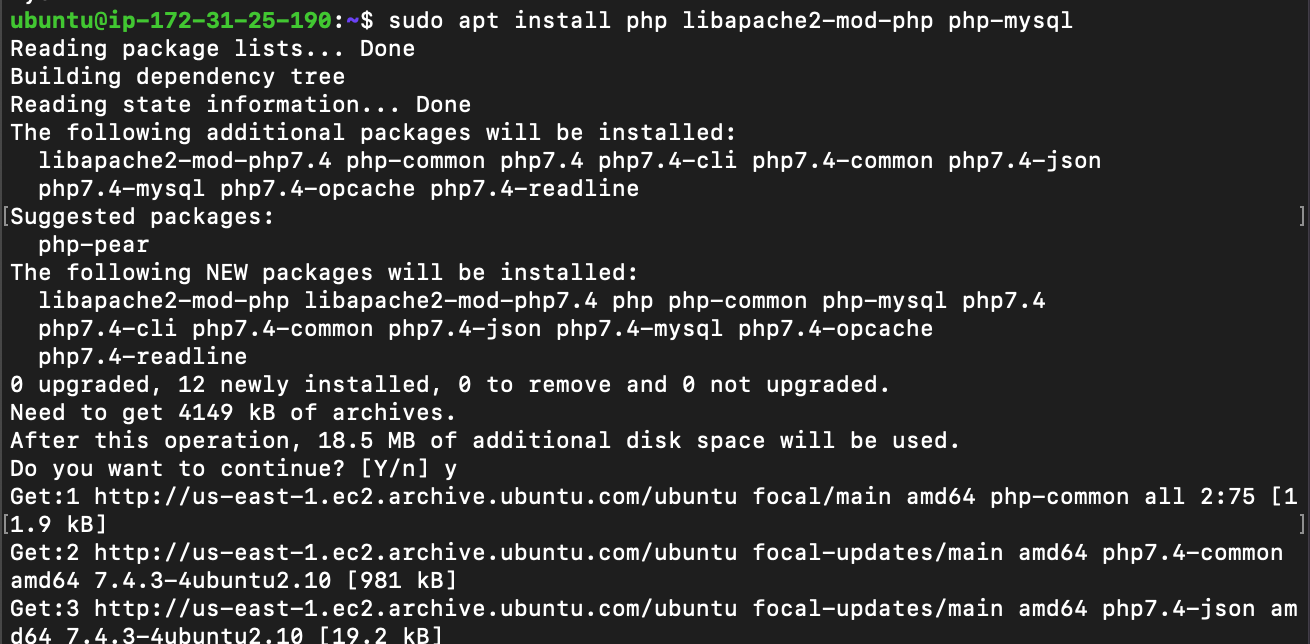 ubuntu@ip-172-31-25-190:~$ sudo apt install php libapache2-mod-php php-mysql
Reading package lists... Done
Building dependency tree
Reading state information... Done
The following additional packages will be installed:
  libapache2-mod-php7.4 php-common php7.4 php7.4-cli php7.4-common php7.4-json
  php7.4-mysql php7.4-opcache php7.4-readline
[Suggested packages: ]
  php-pear
The following NEW packages will be installed:
  libapache2-mod-php libapache2-mod-php7.4 php php-common php-mysql php7.4
  php7.4-cli php7.4-common php7.4-json php7.4-mysql php7.4-opcache
  php7.4-readline
0 upgraded, 12 newly installed, 0 to remove and 0 not upgraded.
Need to get 4149 kB of archives.
After this operation, 18.5 MB of additional disk space will be used.
Do you want to continue? [Y/n] y
Get:1 http://us-east-1.ec2.archive.ubuntu.com/ubuntu focal/main amd64 php-common all 2:75 [1
[1.9 kB] ]
Get:2 http://us-east-1.ec2.archive.ubuntu.com/ubuntu focal-updates/main amd64 php7.4-common
amd64 7.4.3-4ubuntu2.10 [981 kB]
Get:3 http://us-east-1.ec2.archive.ubuntu.com/ubuntu focal-updates/main amd64 php7.4-json am
d64 7.4.3-4ubuntu2.10 [19.2 kB]